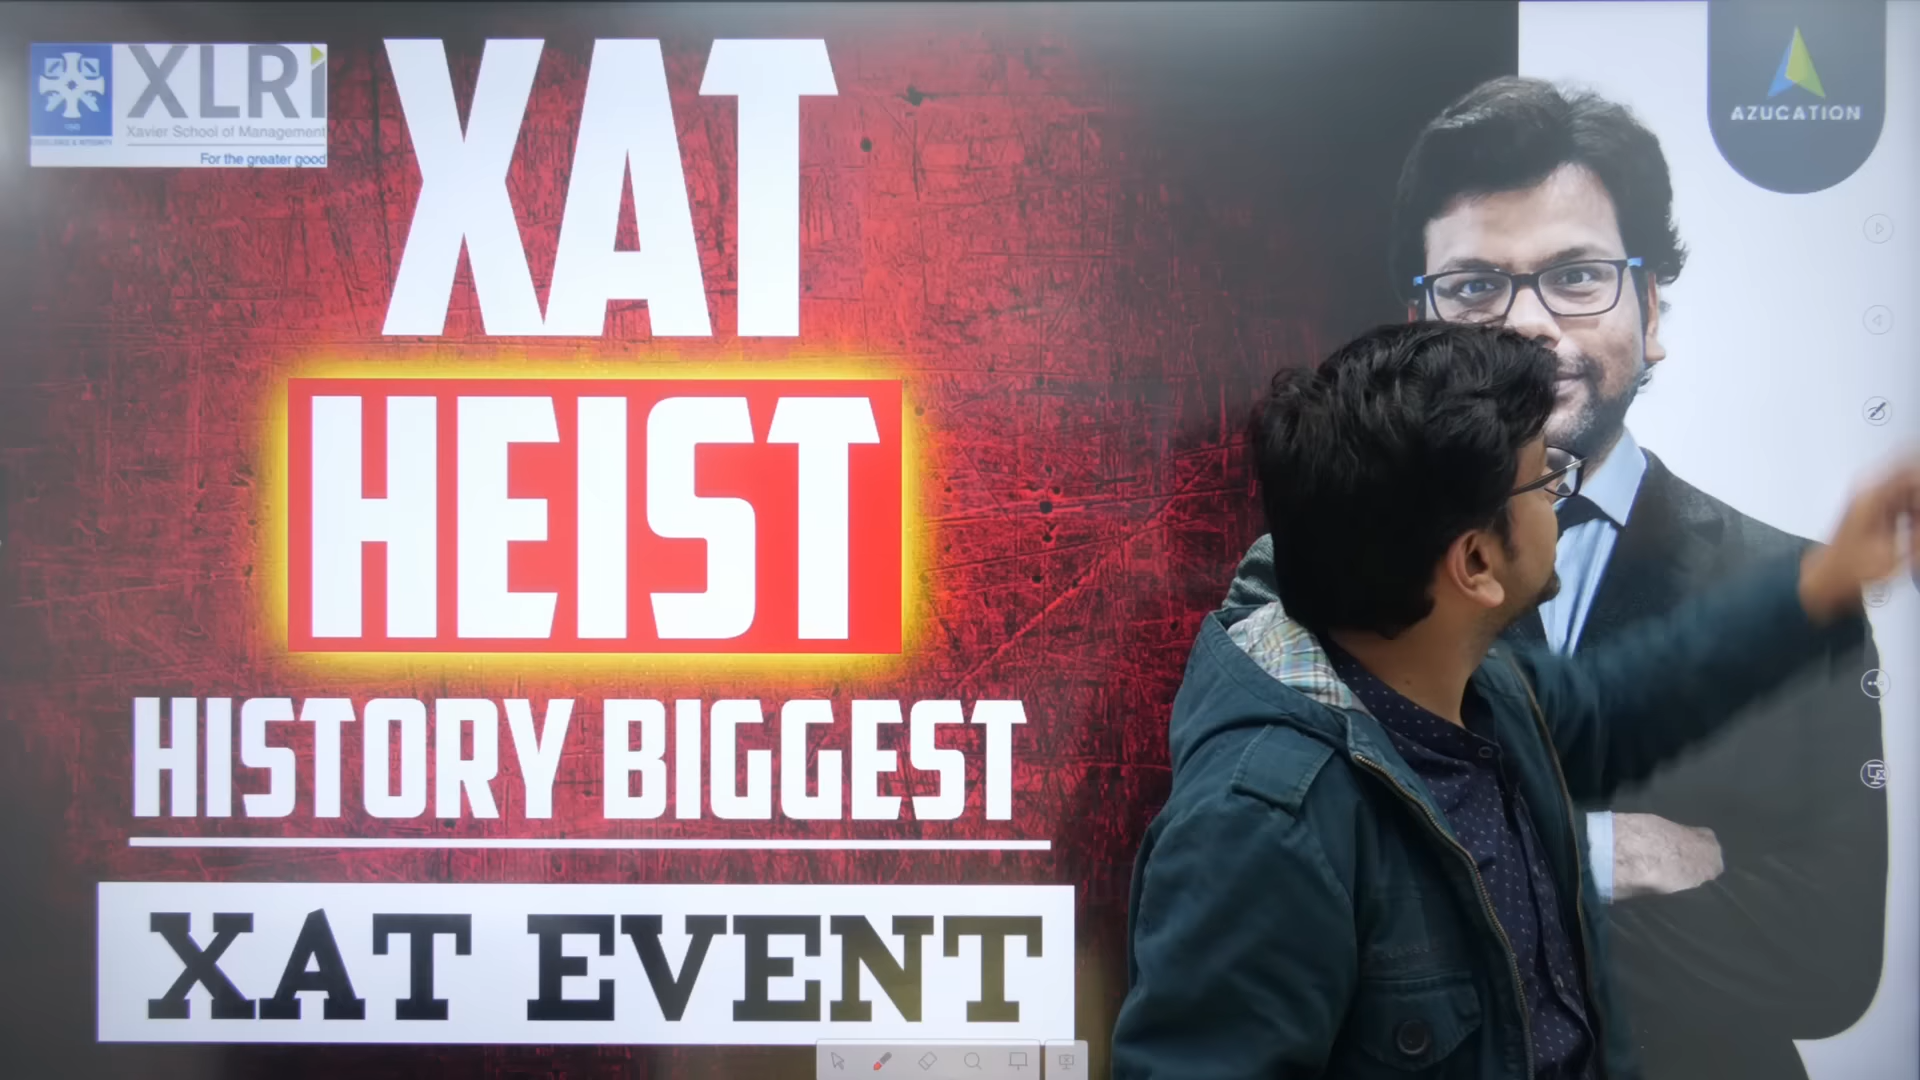 XLRi
Xavier School of Management
For the greater good
XAT
HEIST
HISTORY BIGGEST
XAT EVENT
AZUCATION